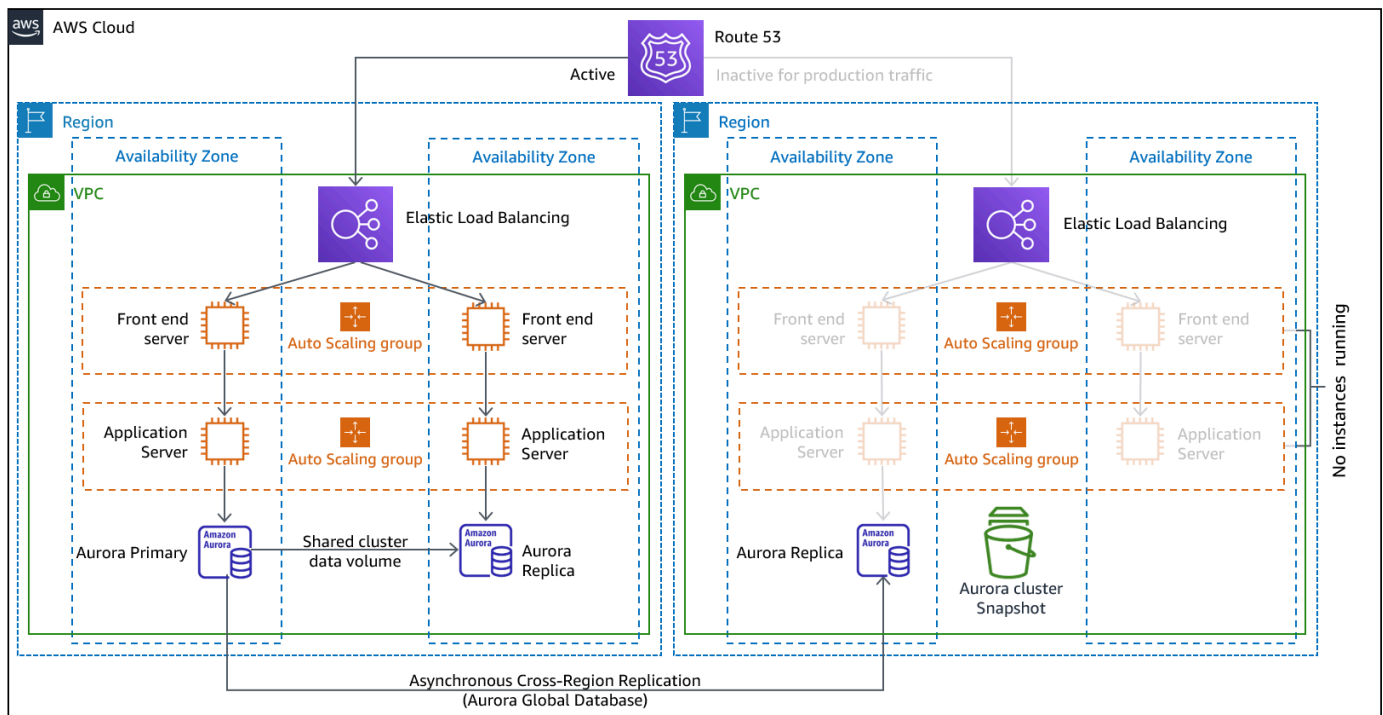 aws
AWS Cloud
Route 53
53
Active
Inactive for production traffic
Region
Availability Zone
Availability Zone
VPC
Elastic Load Balancing
Front end
server
Auto Scaling group
Front end
server
Application
Server
Auto Scaling group
Application
Server
Aurora Primary
Amazon
Aurora
Shared cluster
data volume
Amazon
Aurora
Aurora
Replica
Region
Availability Zone
Availability Zone
VPC
Elastic Load Balancing
Front end
server
Auto Scaling group
Front end
server
Application
Server
Auto Scaling group
Application
Server
No instances running
Aurora Replica
Amazon
Aurora
Aurora cluster
Snapshot
Asynchronous Cross-Region Replication
(Aurora Global Database)